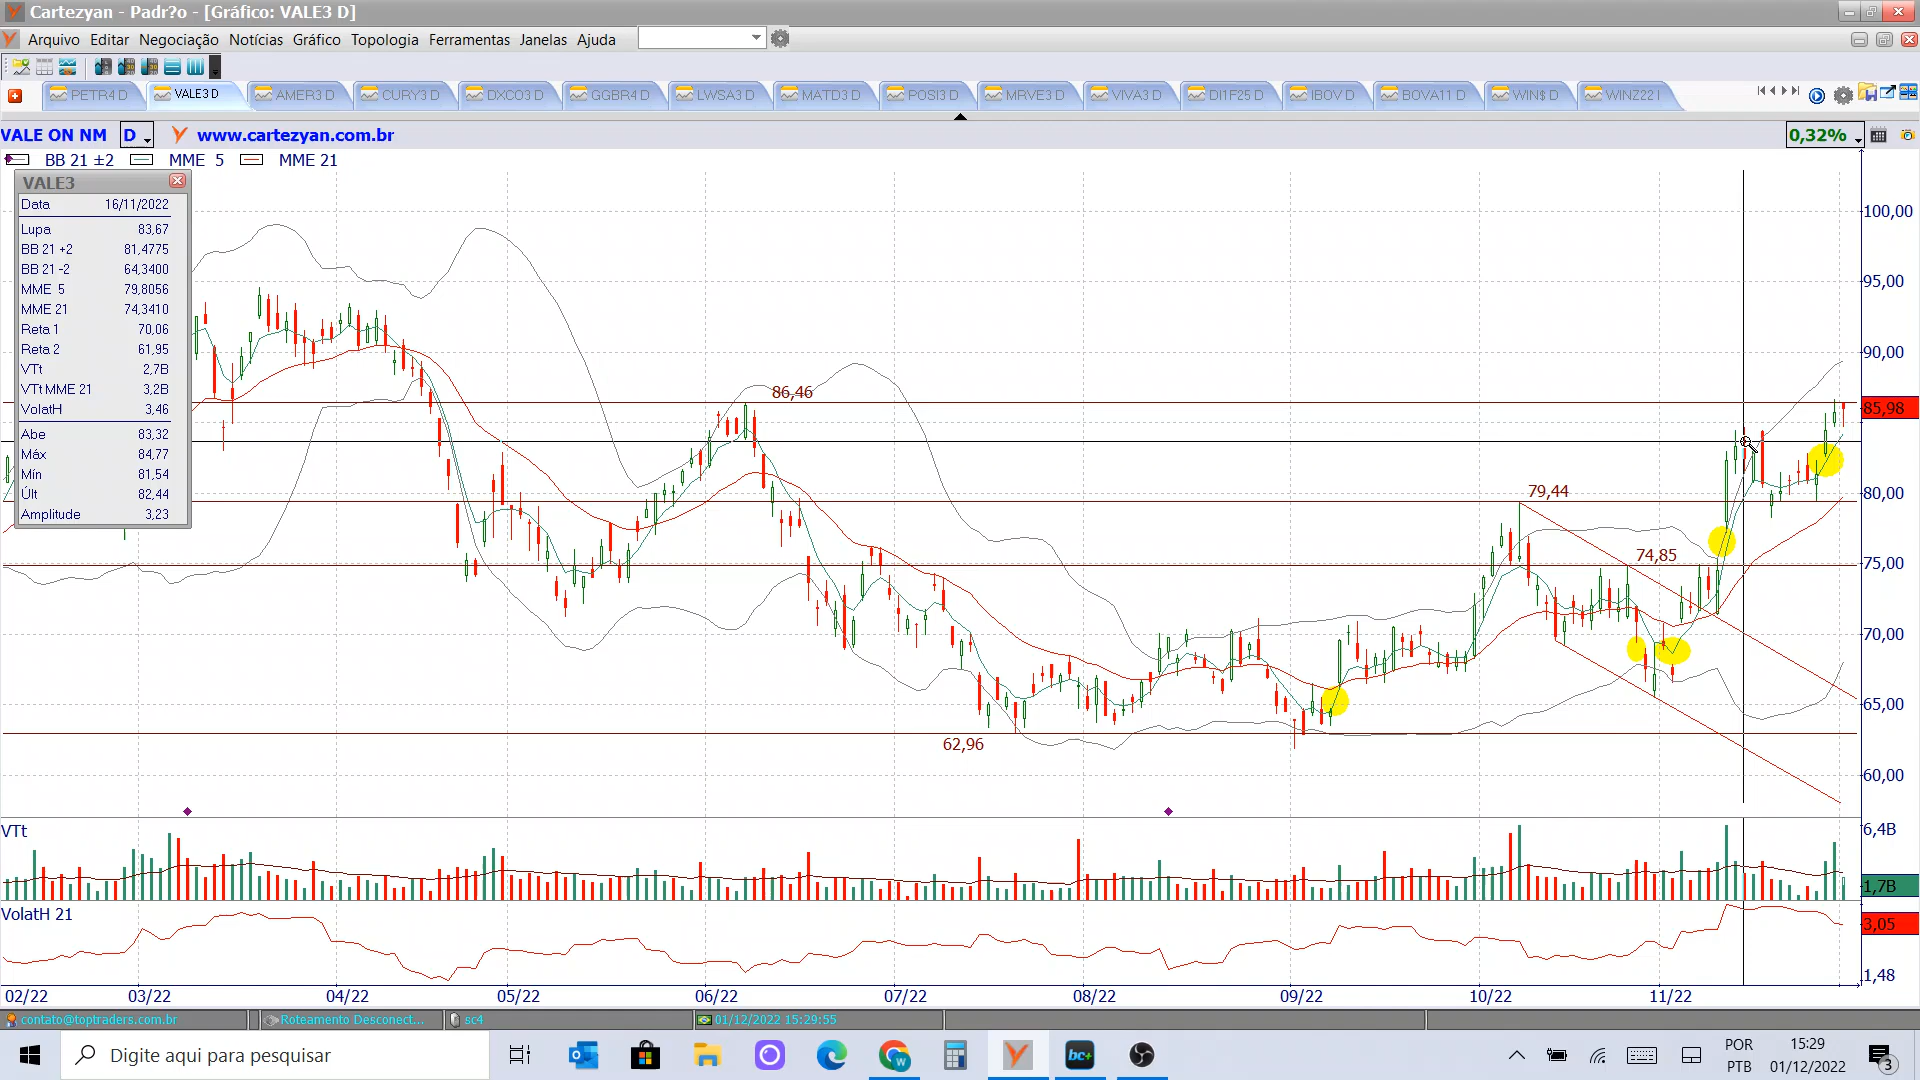 Cartezyan - Padr?o - [Gráfico: VALE3 D]
Arquivo Editar Negociação Notícias Gráfico Topologia Ferramentas Janelas Ajuda
PETR4 D VALE3 D AMER3 D CURY3 D DXCO3 D GGBR4 D LWSA3 D MATD3 D POSI3 D MRVE3 D VIVA3 D DI1F25 D IBOV D BOVA11 D WIN$ D WINZ22 I
VALE ON NM D www.cartezyan.com.br 0,32%
BB 21 ±2 MME 5 MME 21
VALE3
Data 16/11/2022
Lupa 83,67
BB 21 +2 81,4775
BB 21 -2 64,3400
MME 5 79,8056
MME 21 74,3410
Reta 1 70,06
Reta 2 61,95
VTt 2,7B
VTt MME 21 3,2B
VolatH 3,46
Abe 83,32
Máx 84,77
Mín 81,54
Últ 82,44
Amplitude 3,23
100,00
95,00
90,00
86,46
85,98
80,00
79,44
74,85
75,00
70,00
65,00
62,96
60,00
VTt
6,4B
1,7B
VolatH 21
3,05
1,48
02/22 03/22 04/22 05/22 06/22 07/22 08/22 09/22 10/22 11/22
contato@toptraders.com.br Roteamento Desconect... sc4 01/12/2022 15:29:55
Digite aqui para pesquisar
bc+
POR
PTB
15:29
01/12/2022
3